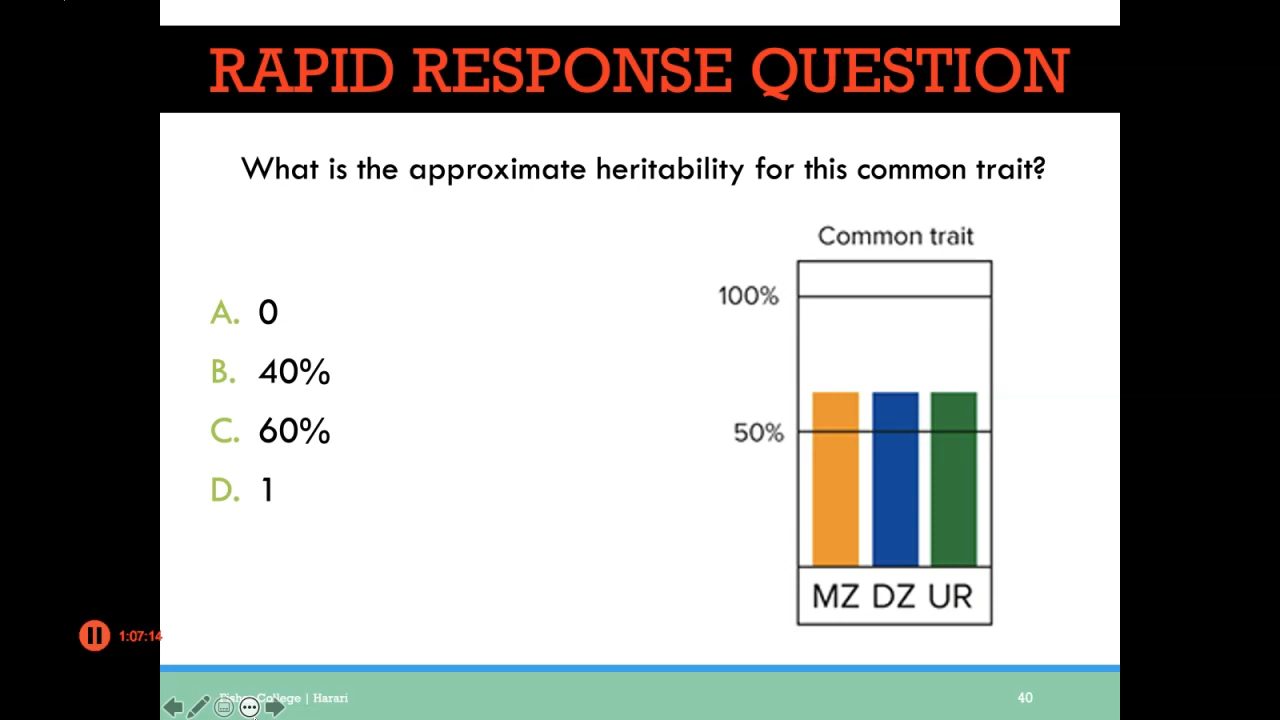 RAPID RESPONSE QUESTION
What is the approximate heritability for this common trait?
A. 0
B. 40%
C. 60%
D. 1
Common trait
100%
50%
MZ DZ UR
1:07:14
College | Harari
40